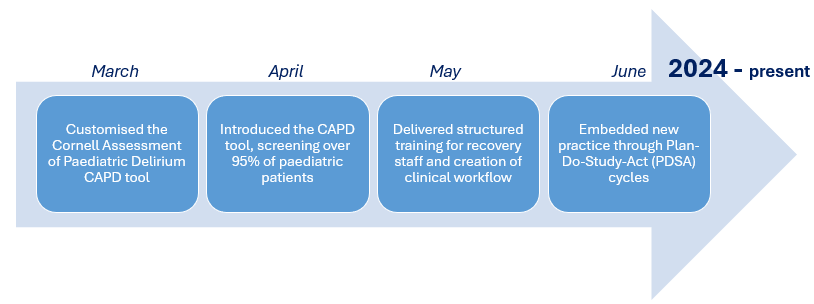 March
April
May
June
2024 - present
Customised the
Cornell Assessment
of Paediatric Delirium
CAPD tool
Introduced the CAPD
tool, screening over
95% of paediatric
patients
Delivered structured
training for recovery
staff and creation of
clinical workflow
Embedded new
practice through Plan-
Do-Study-Act (PDSA)
cycles